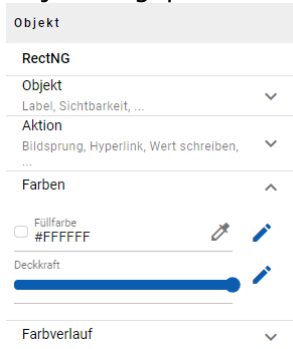 Objekt
RectNG
Objekt
Label, Sichtbarkeit, ...
Aktion
Bildsprung, Hyperlink, Wert schreiben,
...
Farben
Füllfarbe
#FFFFFF
Deckkraft
Farbverlauf